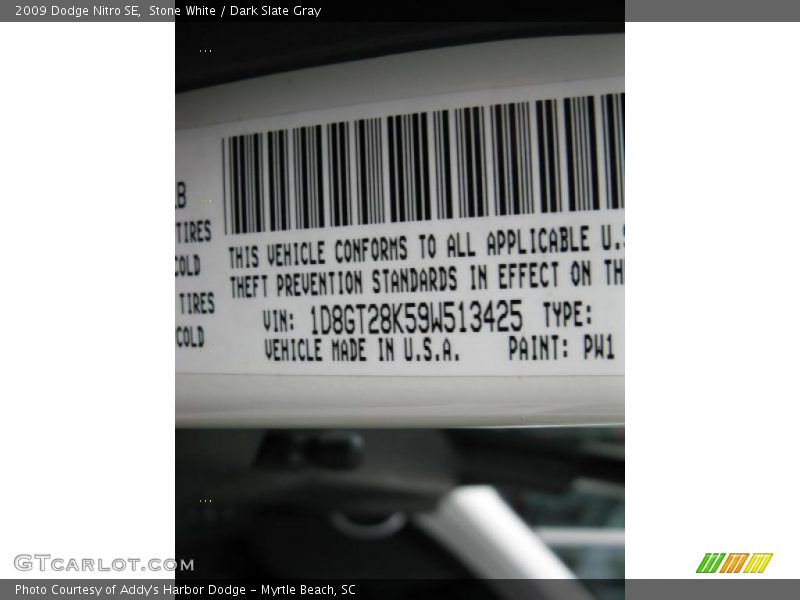 2009 Dodge Nitro SE, Stone White / Dark Slate Gray
TIRES
COLD
TIRES
COLD
THIS VEHICLE CONFORMS TO ALL APPLICABLE U.S
THEFT PREVENTION STANDARDS IN EFFECT ON TH
VIN: 1D8GT28K59W513425 TYPE:
VEHICLE MADE IN U.S.A. PAINT: PW1
GTcarlot.com
Photo Courtesy of Addy's Harbor Dodge - Myrtle Beach, SC